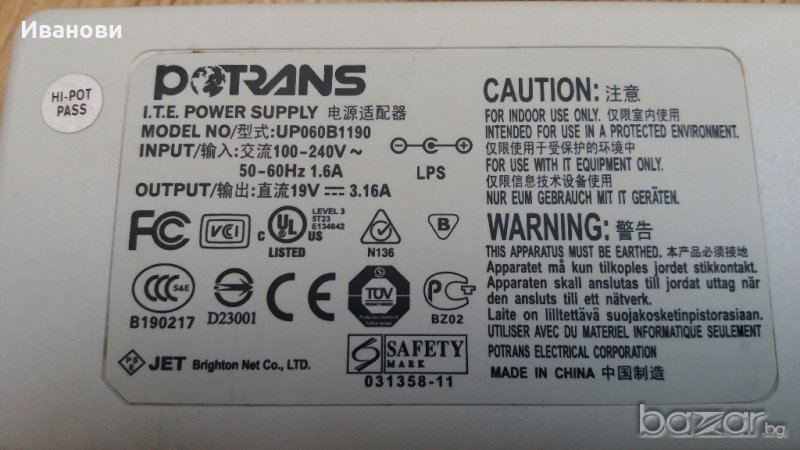 Иванови
HI-POT
PASS
POTRANS
I.T.E. POWER SUPPLY 电源适配器
MODEL NO/型式:UP060B1190
INPUT/输入:交流100-240V~
50-60Hz 1.6A
OUTPUT/输出:直流19V ⎓ 3.16A
LPS
FC
VCI
C UL US
LISTED
LEVEL 3
5T23
E134642
N136
B
CCC S&E
B190217
D23001
CE
TÜV
PCT
BZ02
PSE JET Brighton Net Co., LTD.
S SAFETY
MARK
031358-11
CAUTION: 注意
FOR INDOOR USE ONLY. 仅限室内使用
INTENDED FOR USE IN A PROTECTED ENVIRONMENT.
仅限使用于受保护的环境中
FOR USE WITH IT EQUIPMENT ONLY.
仅限信息技术设备使用
NUR EUM GEBRAUCH MIT IT GERÄTEN.
WARNING: 警告
THIS APPARATUS MUST BE EARTHED. 本产品必须接地
Apparatet må kun tilkoples jordet stikkontakt.
Apparaten skall anslutas till jordat uttag när
den ansluts till ett nätverk.
Laite on lilltettävä suojakosketinpistorasiaan.
UTILISER AVEC DU MATERIEL INFORMATIQUE SEULEMENT
POTRANS ELECTRICAL CORPORATION
MADE IN CHINA 中国制造
bazar.bg